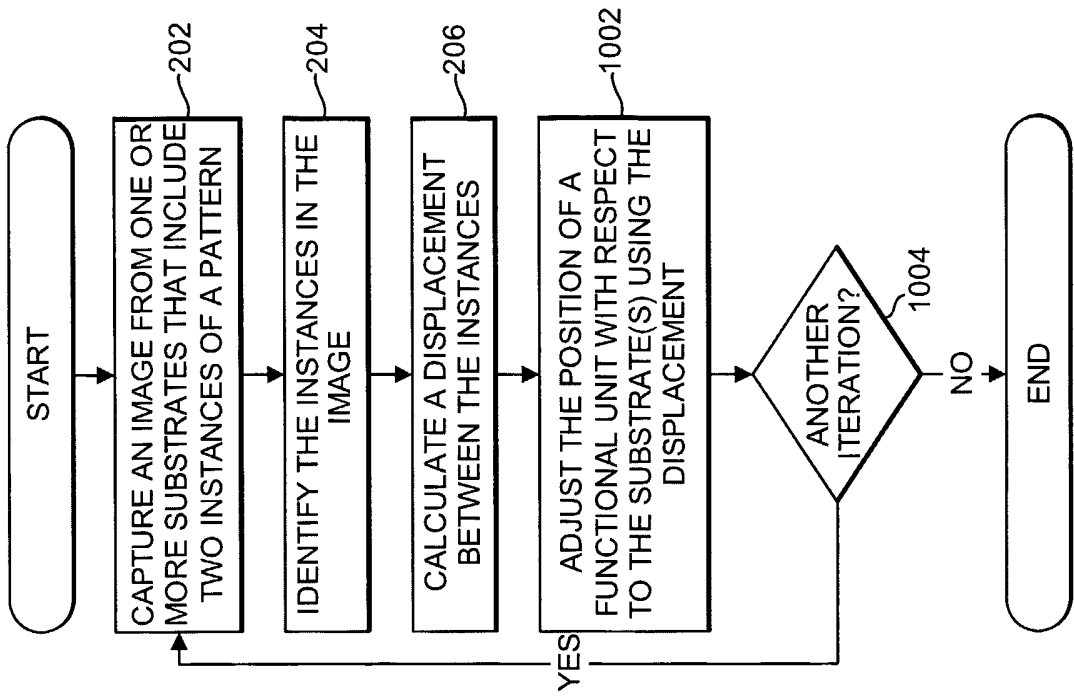 START
CAPTURE AN IMAGE FROM ONE OR
MORE SUBSTRATES THAT INCLUDE
TWO INSTANCES OF A PATTERN
202
IDENTIFY THE INSTANCES IN THE
IMAGE
204
CALCULATE A DISPLACEMENT
BETWEEN THE INSTANCES
206
ADJUST THE POSITION OF A
FUNCTIONAL UNIT WITH RESPECT
TO THE SUBSTRATE(S) USING THE
DISPLACEMENT
1002
YES
ANOTHER
ITERATION?
1004
NO
END